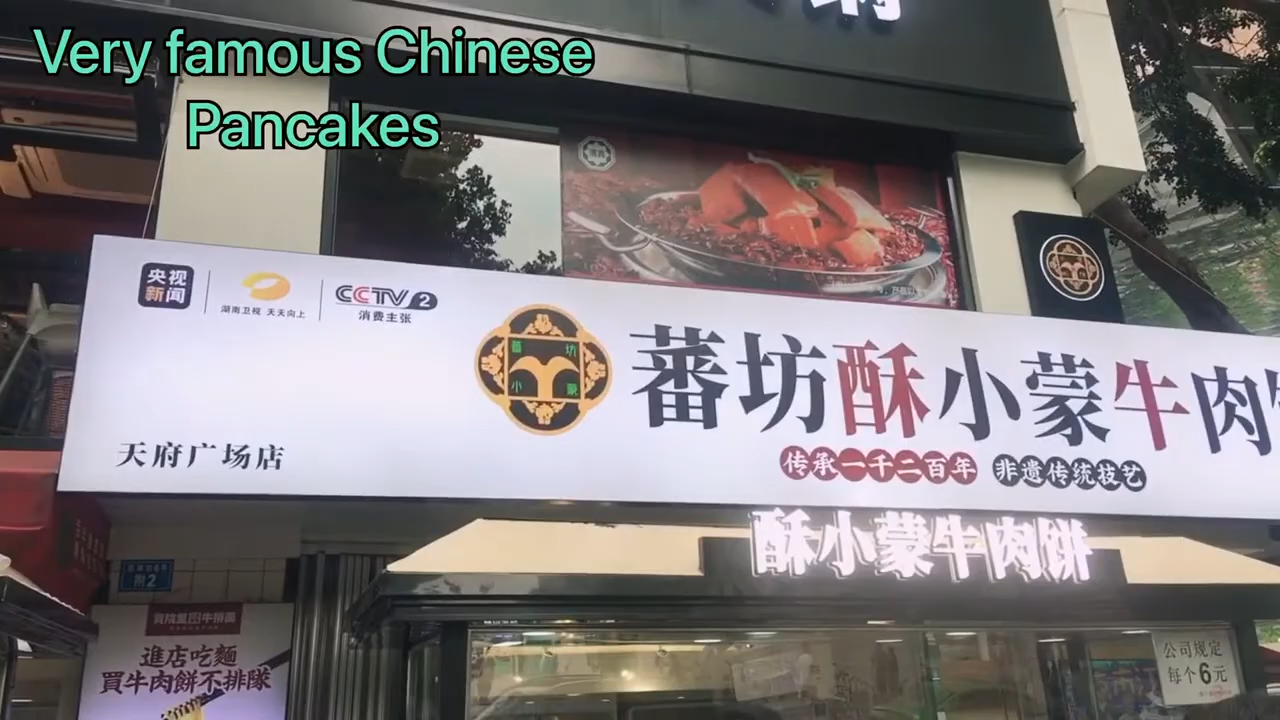 Very famous Chinese
Pancakes
央视
新闻
湖南卫视 天天向上
CCTV 2
消费主张
蕃坊
小蒙
蕃坊酥小蒙牛肉
传承一千二百年 非遗传统技艺
天府广场店
酥小蒙牛肉饼
附2
進店吃麵
買牛肉餅不排隊
公司规定
每个6元